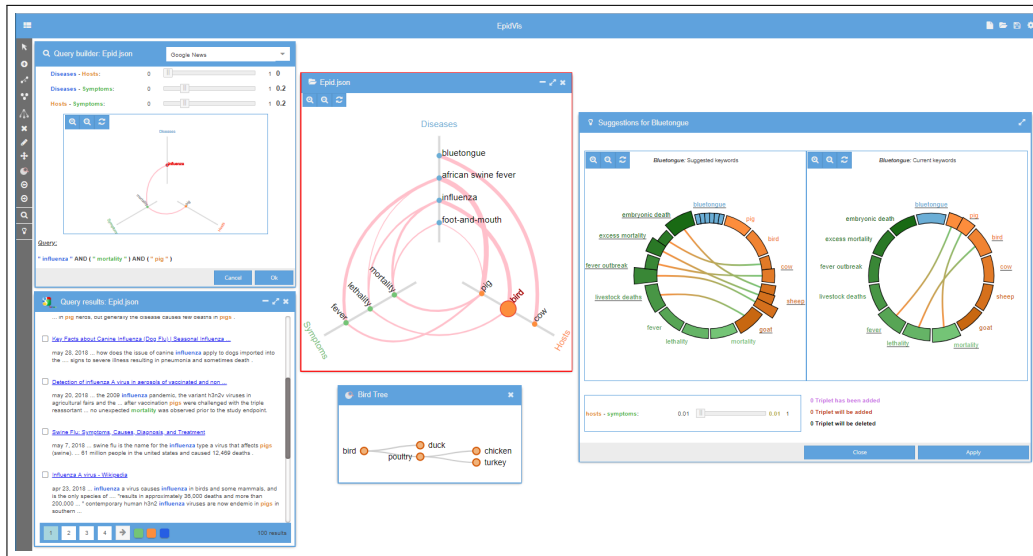 EpidVis
Query builder: Epid.json
Google News
Diseases - Hosts: 0 1 0
Diseases - Symptoms: 0 1 0.2
Hosts - Symptoms: 0 1 0.2
Diseases
influenza
mortality
pig
Symptoms
Query:
" influenza " AND ( " mortality " ) AND ( " pig " )
Cancel
Ok
Query results: Epid.json
... in pig herds, but generally the disease causes few deaths in pigs .
Key Facts about Canine Influenza (Dog Flu) | Seasonal Influenza ...
may 28, 2018 ... how does the issue of canine influenza apply to dogs imported into
the .... signs to severe illness resulting in pneumonia and sometimes death .
Detection of influenza A virus in aerosols of vaccinated and non ...
may 20, 2018 ... the 2009 influenza pandemic, the variant h3n2v viruses in
agricultural fairs and the ... after vaccination pigs were challenged with the triple
reassortant ... no unexpected mortality was observed prior to the study endpoint.
Swine Flu: Symptoms, Causes, Diagnosis, and Treatment
may 7, 2018 ... swine flu is the name for the influenza type a virus that affects pigs
(swine). ... 61 million people in the united states and caused 12,469 deaths .
Influenza A virus - Wikipedia
apr 23, 2018 ... influenza a virus causes influenza in birds and some mammals, and
is the only species of .... "results in approximately 36,000 deaths and more than
200,000 ... " contemporary human h3n2 influenza viruses are now endemic in pigs in
southern ...
1 2 3 4
188 results
Epid.json
Diseases
bluetongue
african swine fever
influenza
foot-and-mouth
mortality
lethality
fever
Symptoms
pig
bird
cow
Hosts
Bird Tree
bird
duck
poultry
chicken
turkey
Suggestions for Bluetongue
Bluetongue: Suggested keywords
bluetongue
pig
bird
cow
sheep
goat
mortality
lethality
fever
livestock deaths
fever outbreak
excess mortality
embryonic death
Bluetongue: Current keywords
bluetongue
pig
bird
cow
sheep
goat
mortality
lethality
fever
livestock deaths
fever outbreak
excess mortality
embryonic death
hosts - symptoms: 0.01 0.01 1
0 Triplet has been added
0 Triplet will be added
0 Triplet will be deleted
Close
Apply